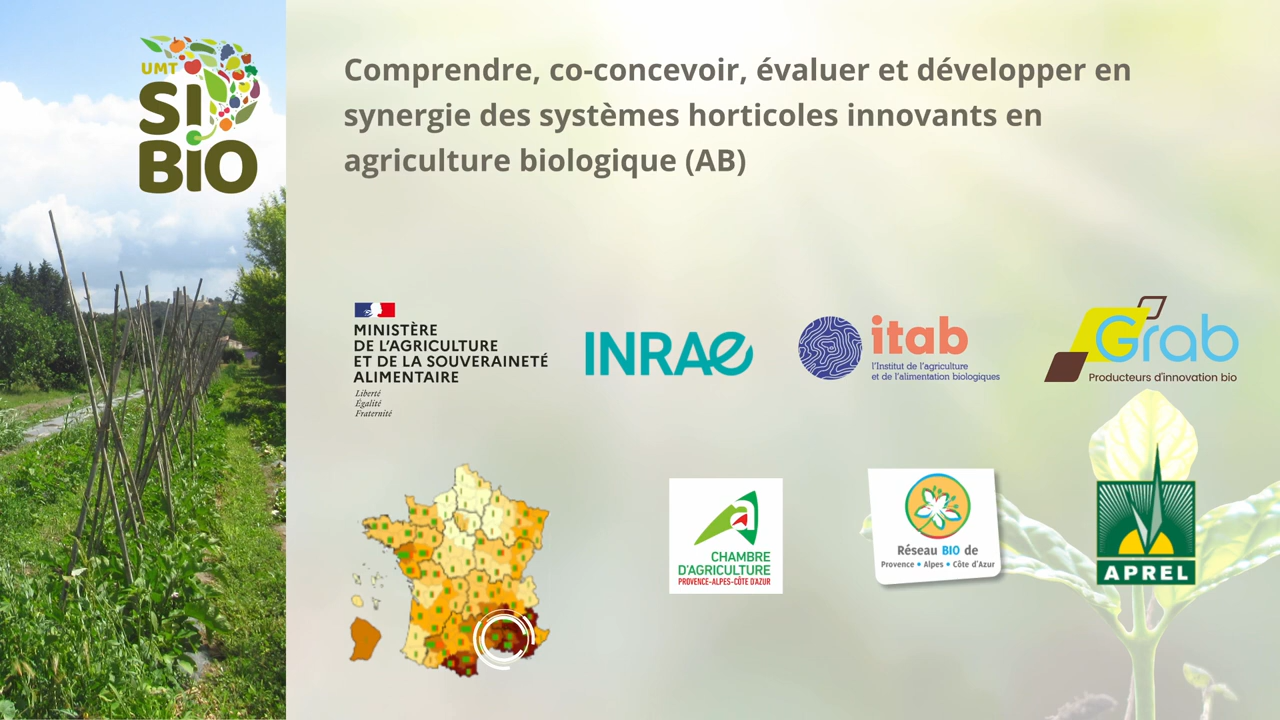 UMT
SI
BIO
Comprendre, co-concevoir, évaluer et développer en
synergie des systèmes horticoles innovants en
agriculture biologique (AB)
MINISTÈRE
DE L'AGRICULTURE
ET DE LA SOUVERAINETÉ
ALIMENTAIRE
Liberté
Égalité
Fraternité
INRAE
itab
l'Institut de l'agriculture
et de l'alimentation biologiques
Grab
Producteurs d'innovation bio
CHAMBRE
D'AGRICULTURE
PROVENCE-ALPES-CÔTE D'AZUR
Réseau BIO de
Provence • Alpes • Côte d'Azur
APREL